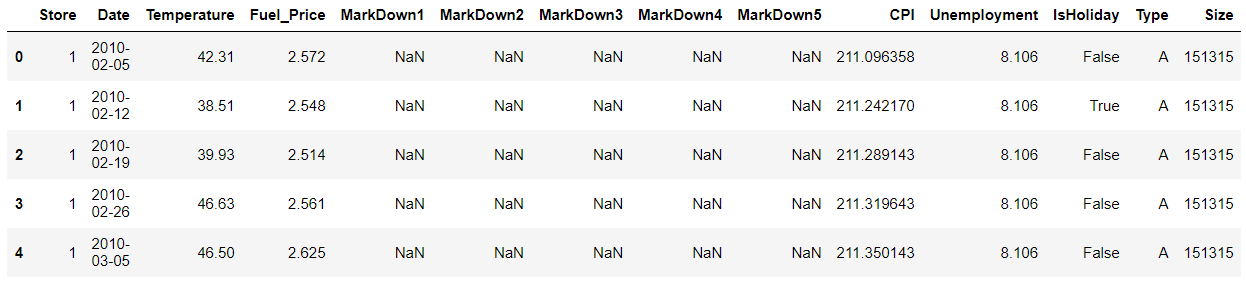 Store Date Temperature Fuel_Price MarkDown1 MarkDown2 MarkDown3 MarkDown4 MarkDown5 CPI Unemployment IsHoliday Type Size
0 1 2010-02-05 42.31 2.572 NaN NaN NaN NaN NaN 211.096358 8.106 False A 151315
1 1 2010-02-12 38.51 2.548 NaN NaN NaN NaN NaN 211.242170 8.106 True A 151315
2 1 2010-02-19 39.93 2.514 NaN NaN NaN NaN NaN 211.289143 8.106 False A 151315
3 1 2010-02-26 46.63 2.561 NaN NaN NaN NaN NaN 211.319643 8.106 False A 151315
4 1 2010-03-05 46.50 2.625 NaN NaN NaN NaN NaN 211.350143 8.106 False A 151315